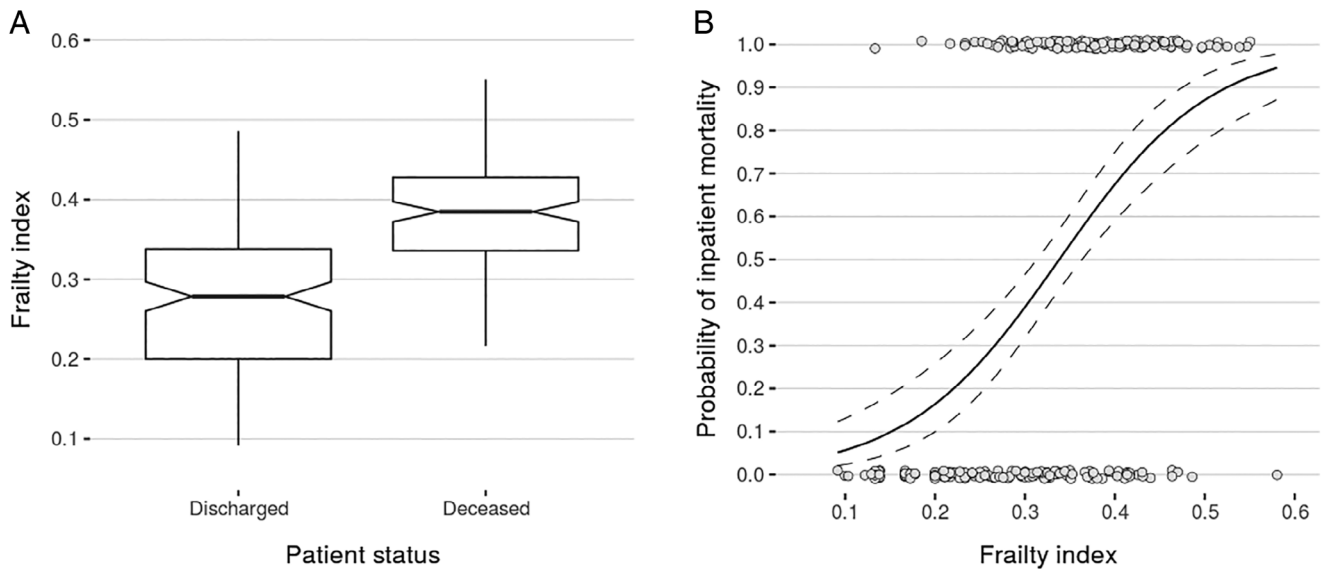 A
0.6
0.5
0.4
0.3
0.2
0.1
Frailty index
Discharged
Deceased
Patient status
B
1.0
0.9
0.8
0.7
0.6
0.5
0.4
0.3
0.2
0.1
0.0
Probability of inpatient mortality
0.1
0.2
0.3
0.4
0.5
0.6
Frailty index